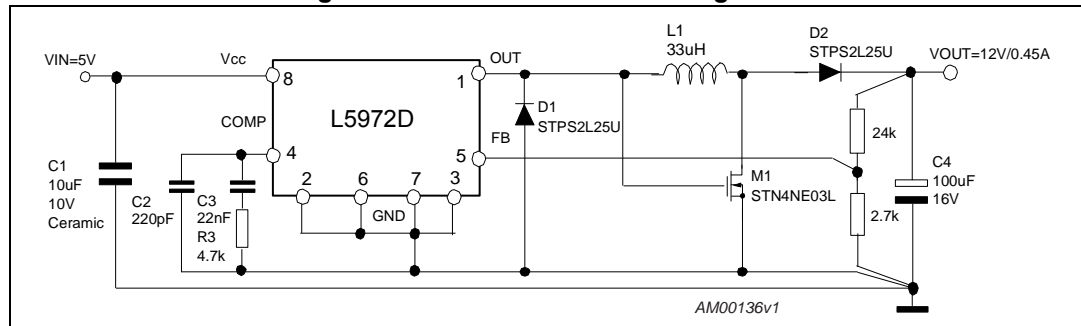 VIN=5V
Vcc
8
OUT
1
L1
33uH
D2
STPS2L25U
VOUT=12V/0.45A
L5972D
D1
STPS2L25U
COMP
4
FB
5
24k
C1
10uF
10V
Ceramic
C2
220pF
C3
22nF
R3
4.7k
2
6
7
3
GND
M1
STN4NE03L
2.7k
C4
100uF
16V
AM00136v1